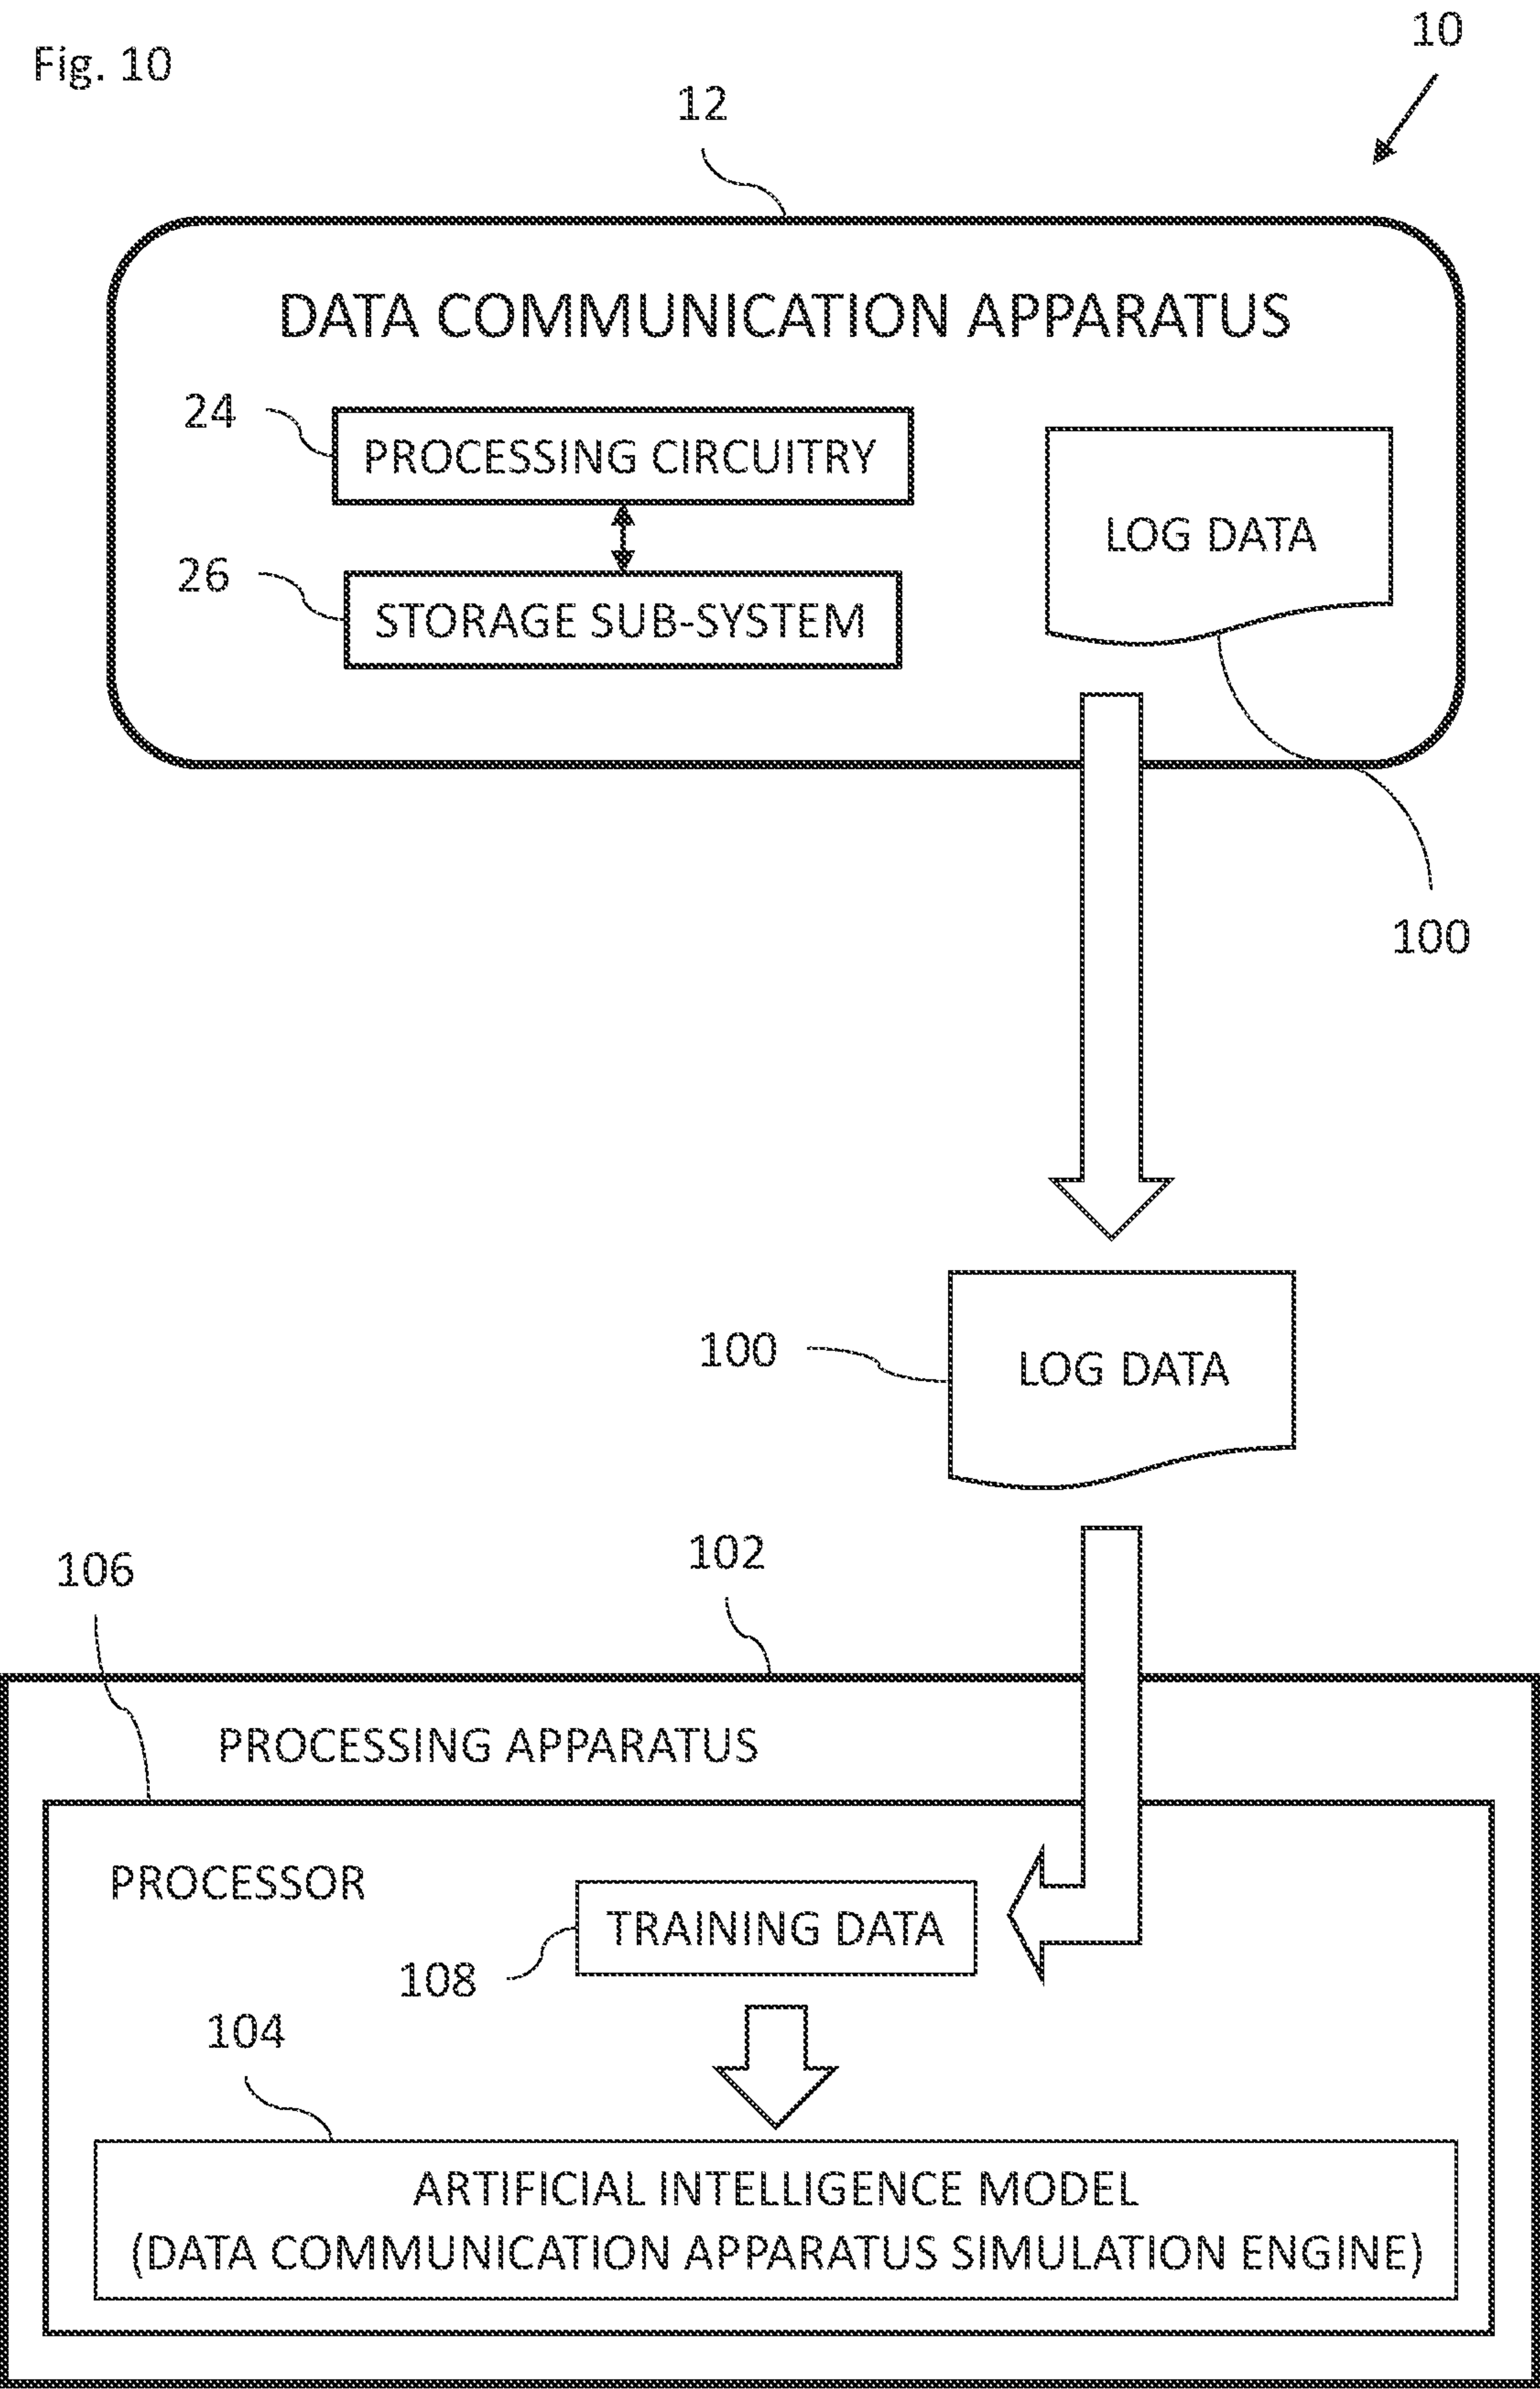 Fig. 10
10
12
DATA COMMUNICATION APPARATUS
24
PROCESSING CIRCUITRY
LOG DATA
26
STORAGE SUB-SYSTEM
100
100
LOG DATA
102
106
PROCESSING APPARATUS
PROCESSOR
TRAINING DATA
108
104
ARTIFICIAL INTELLIGENCE MODEL
(DATA COMMUNICATION APPARATUS SIMULATION ENGINE)